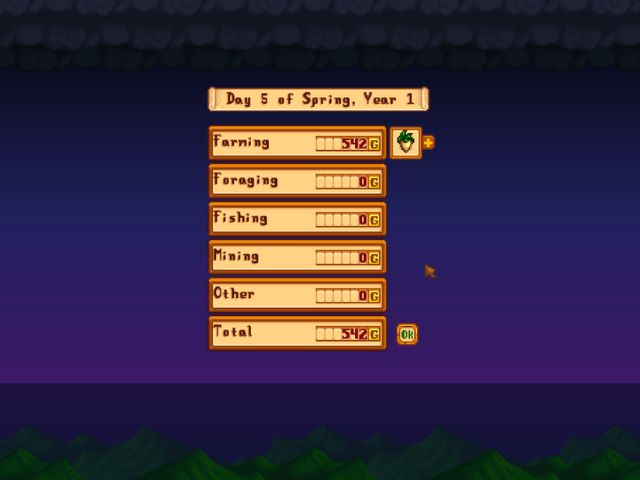 Day 5 of Spring, Year 1
Farming 542G
Foraging 0G
Fishing 0G
Mining 0G
Other 0G
Total 542G
OK